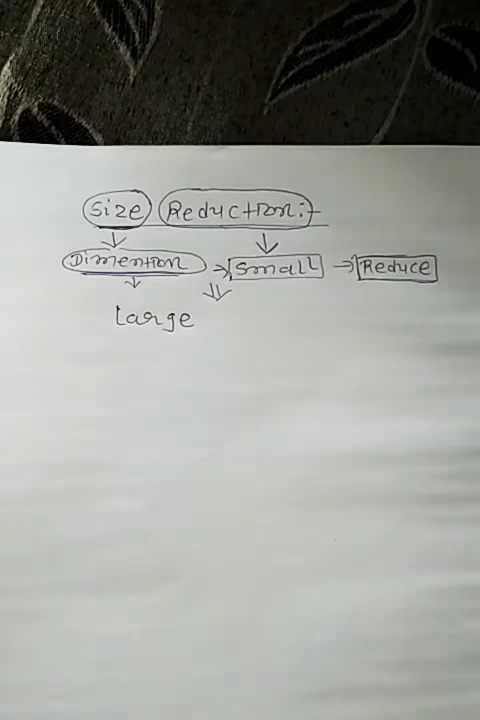 Size Reduction:-
Dimention → Small → Reduce
Large